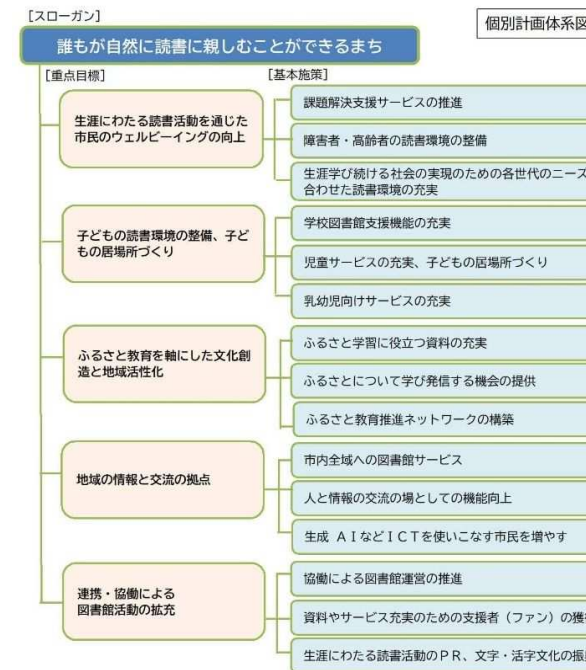 [スローガン]
個別計画体系図
誰もが自然に読書に親しむことができるまち
[重点目標]
[基本施策]
生涯にわたる読書活動を通じた
市民のウェルビーイングの向上
課題解決支援サービスの推進
障害者・高齢者の読書環境の整備
生涯学び続ける社会の実現のための各世代のニーズ
合わせた読書環境の充実
子どもの読書環境の整備、子ど
もの居場所づくり
学校図書館支援機能の充実
児童サービスの充実、子どもの居場所づくり
乳幼児向けサービスの充実
ふるさと教育を軸にした文化創
造と地域活性化
ふるさと学習に役立つ資料の充実
ふるさとについて学び発信する機会の提供
ふるさと教育推進ネットワークの構築
地域の情報と交流の拠点
市内全域への図書館サービス
人と情報の交流の場としての機能向上
生成 AIなどICTを使いこなす市民を増やす
連携・協働による
図書館活動の拡充
協働による図書館運営の推進
資料やサービス充実のための支援者（ファン）の獲
生涯にわたる読書活動のPR、文字・活字文化の振